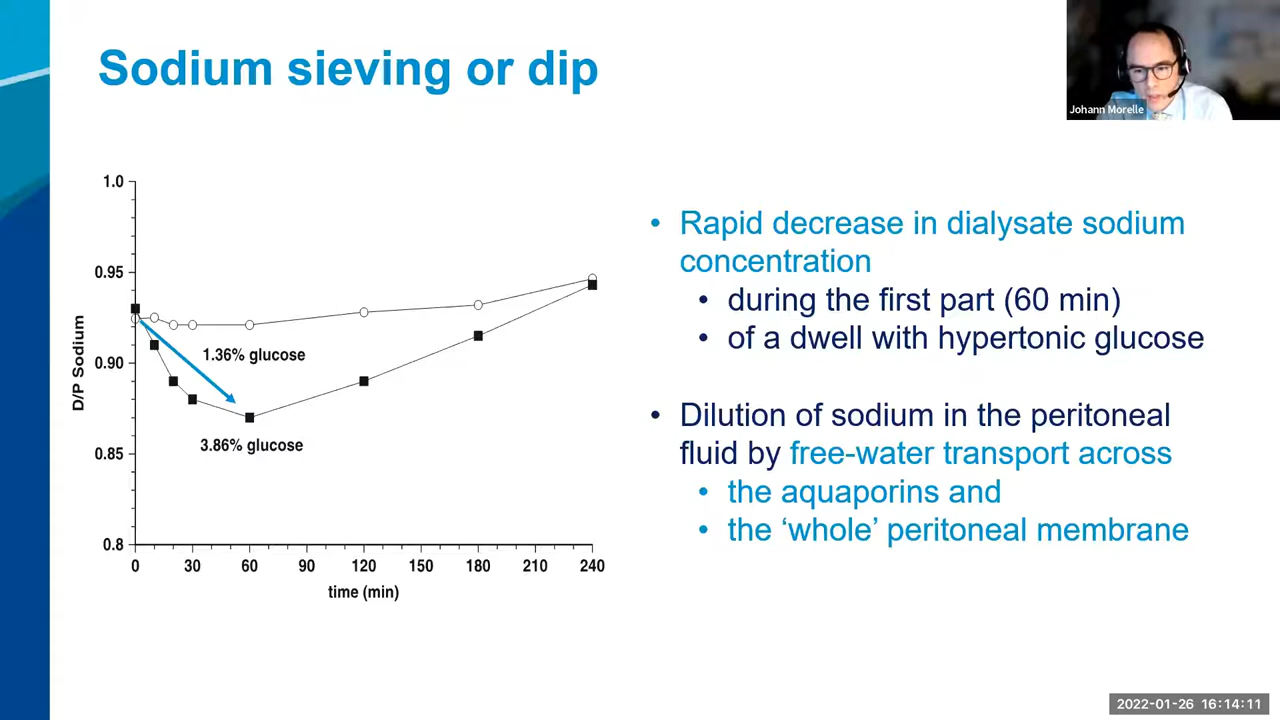 Sodium sieving or dip
Johann Morelle
1.0
0.95
0.90
0.85
0.8
D/P Sodium
1.36% glucose
3.86% glucose
0 30 60 90 120 150 180 210 240
time (min)
• Rapid decrease in dialysate sodium
concentration
• during the first part (60 min)
• of a dwell with hypertonic glucose
• Dilution of sodium in the peritoneal
fluid by free-water transport across
• the aquaporins and
• the ‘whole’ peritoneal membrane
2022-01-26 16:14:11